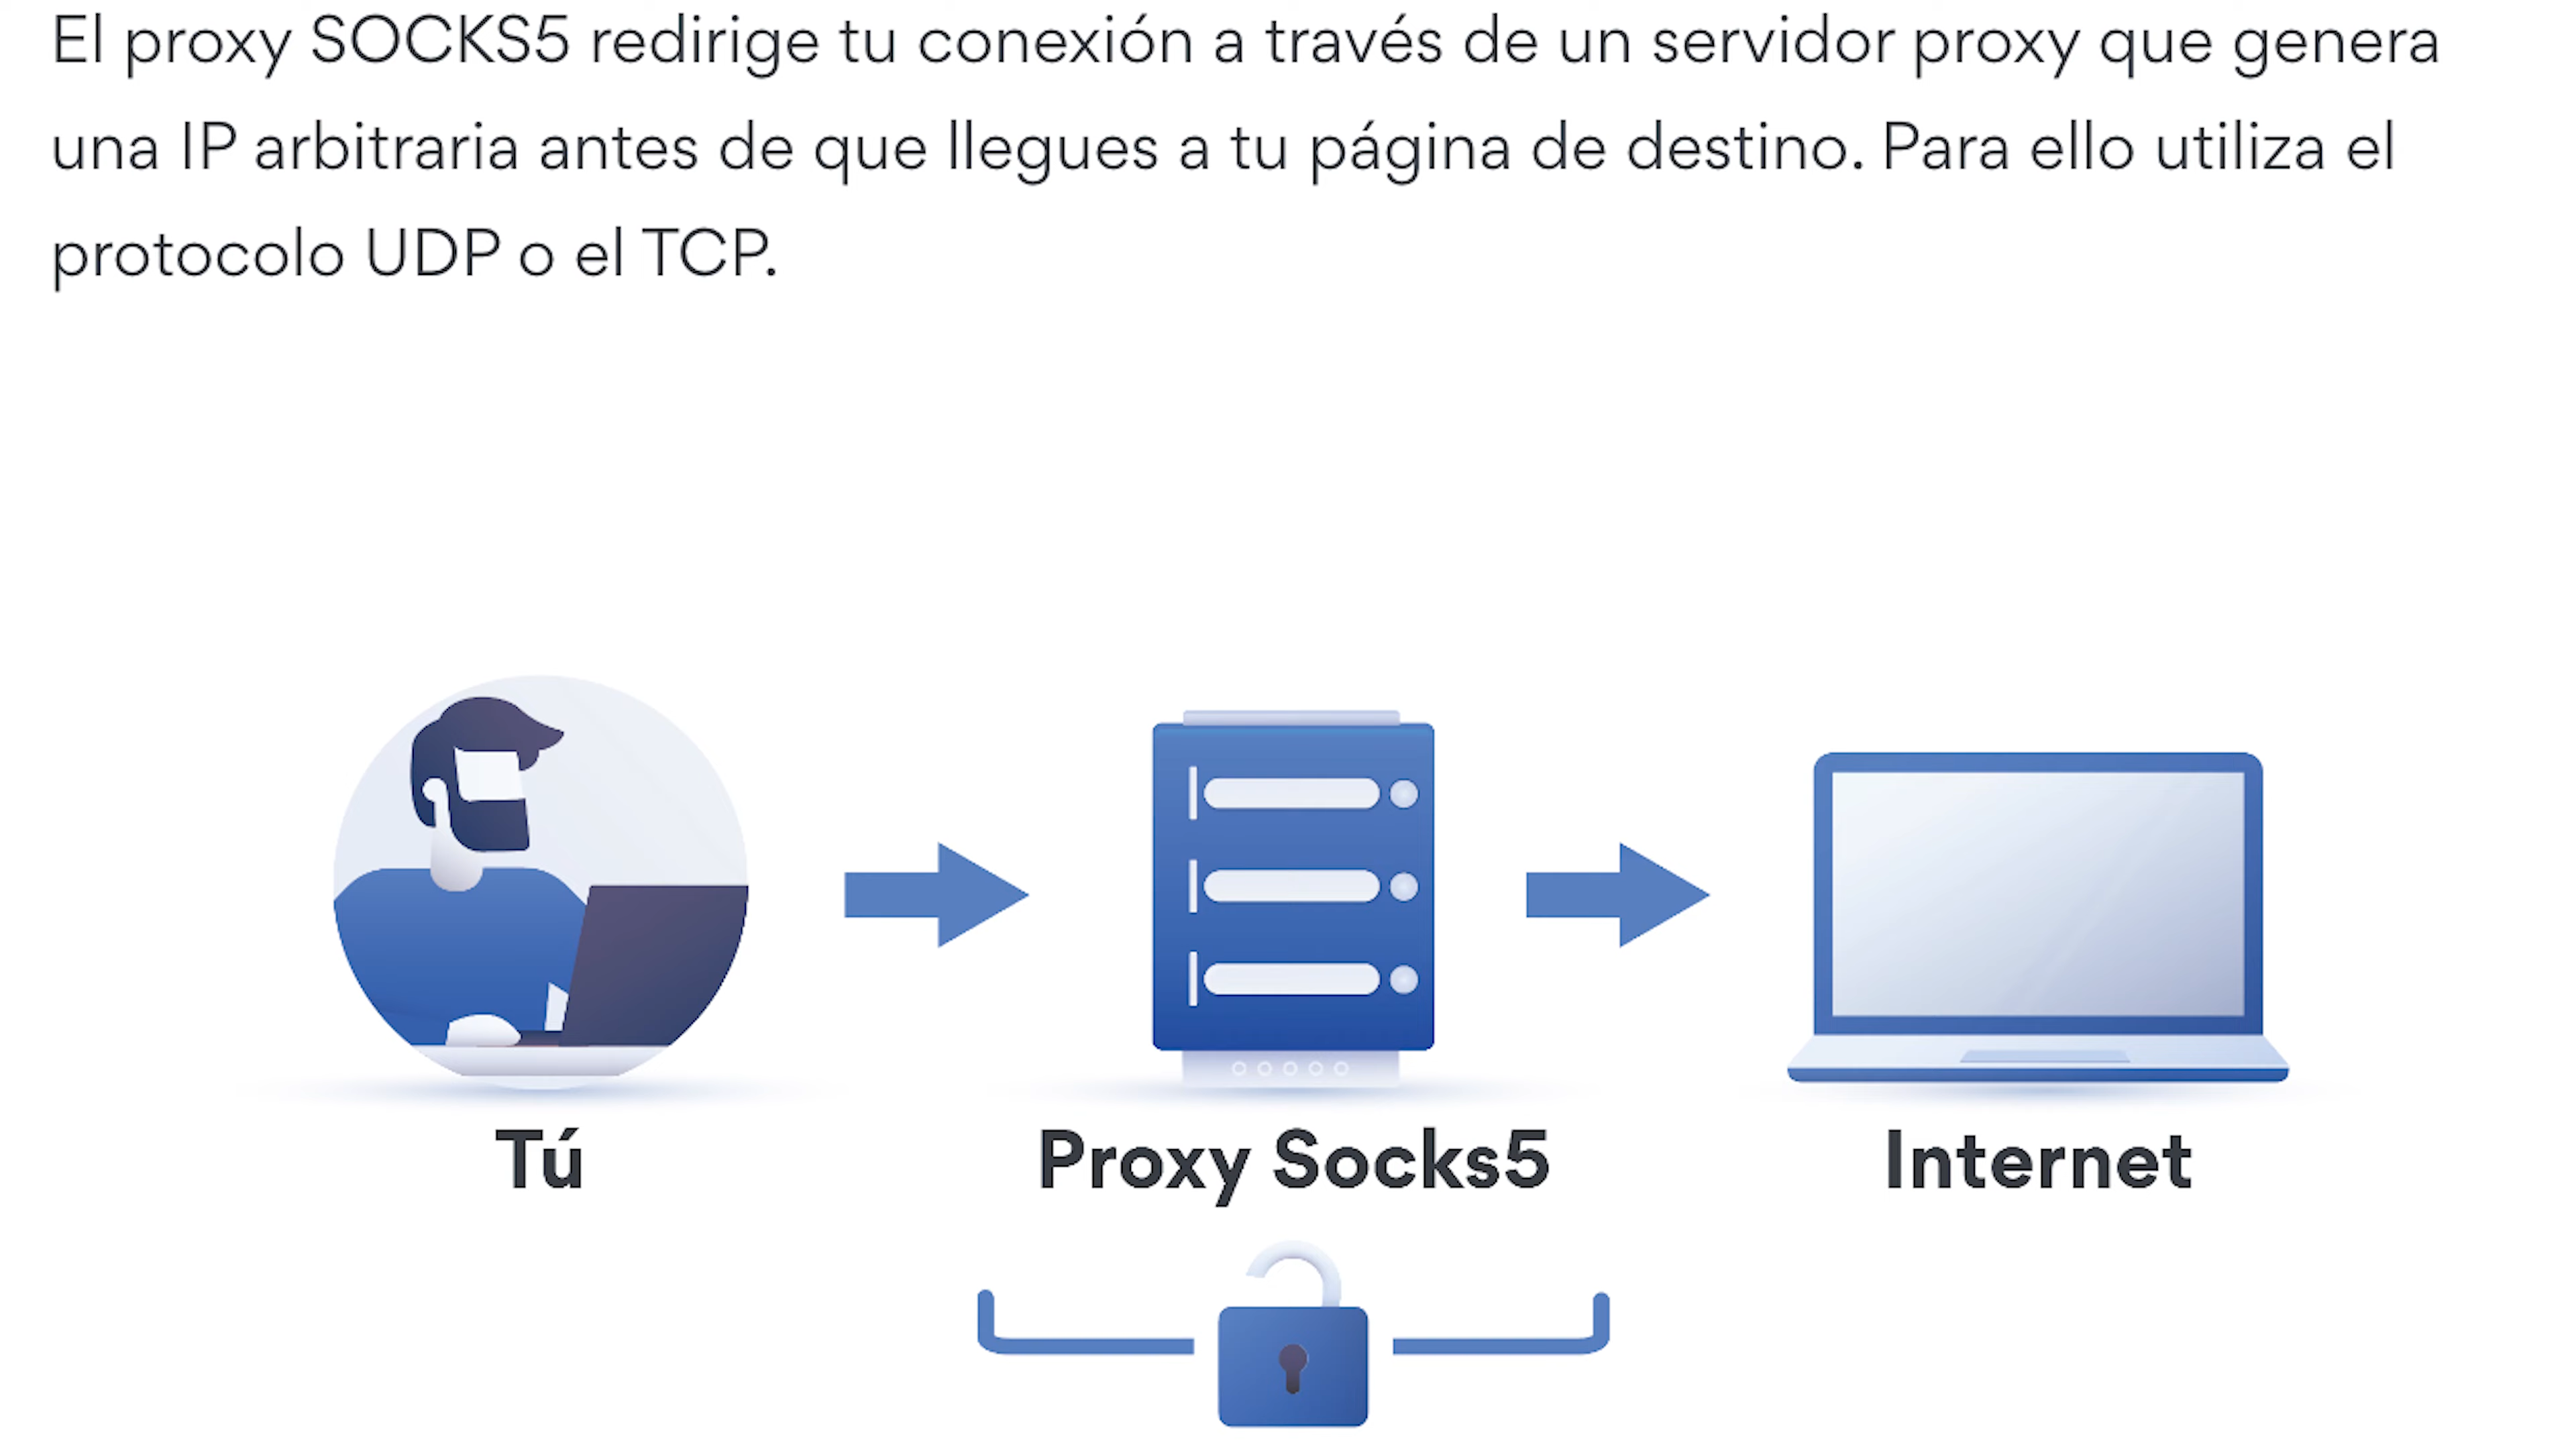 El proxy SOCKS5 redirige tu conexión a través de un servidor proxy que genera
una IP arbitraria antes de que llegues a tu página de destino. Para ello utiliza el
protocolo UDP o el TCP.
Tú
Proxy Socks5
Internet